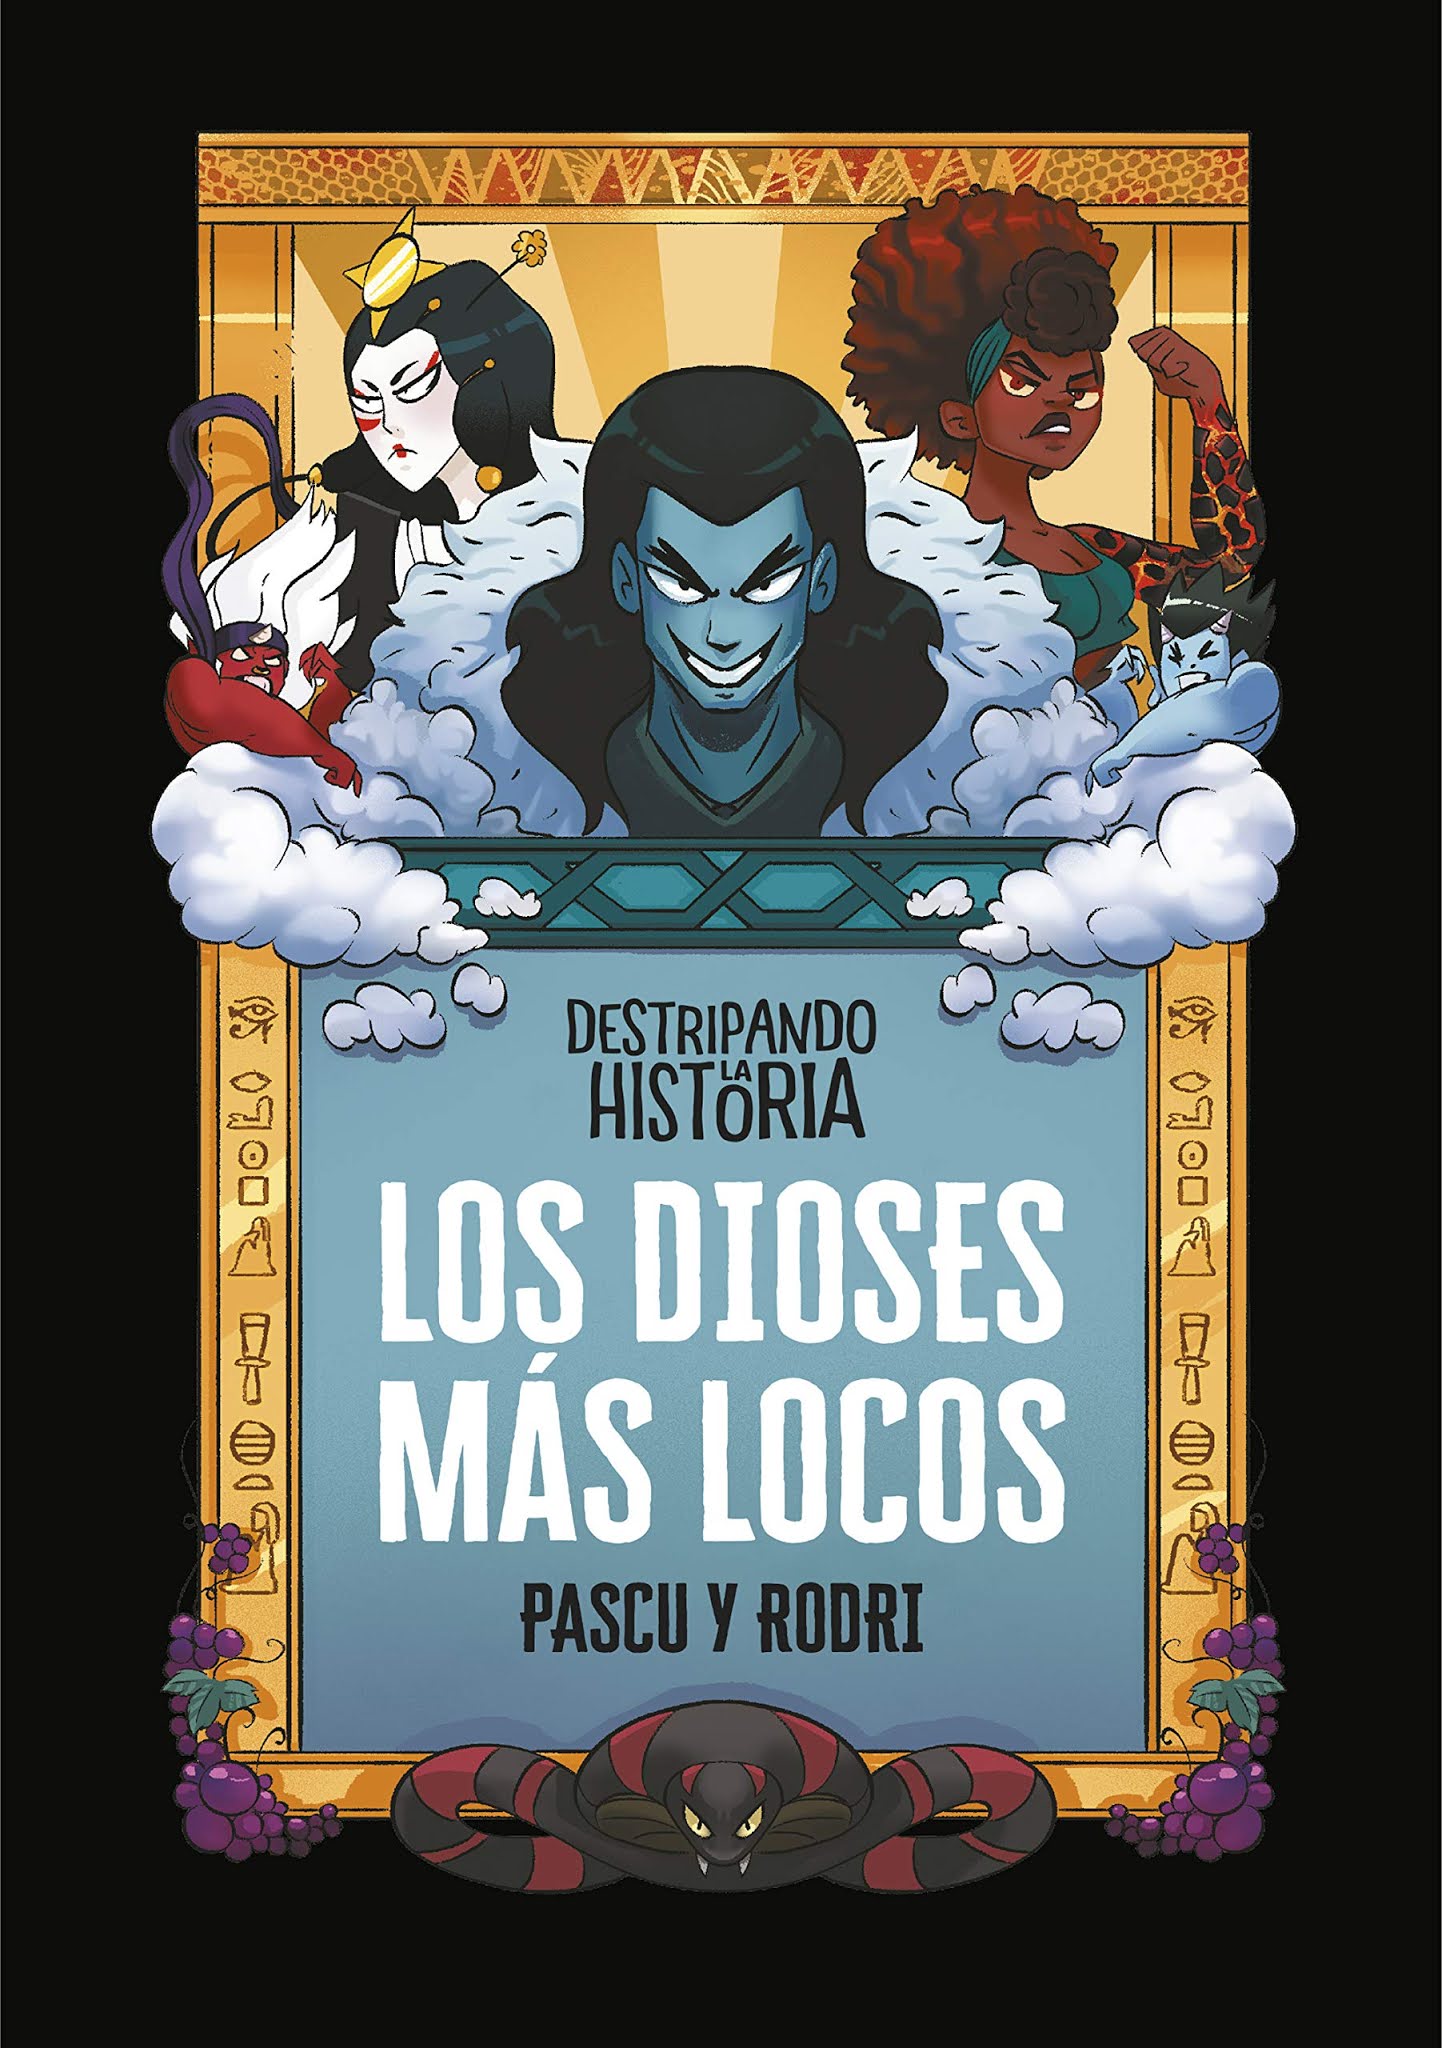 DESTRIPANDO
LA
HISTORIA
LOS DIOSES
MÁS LOCOS
PASCU Y RODRI